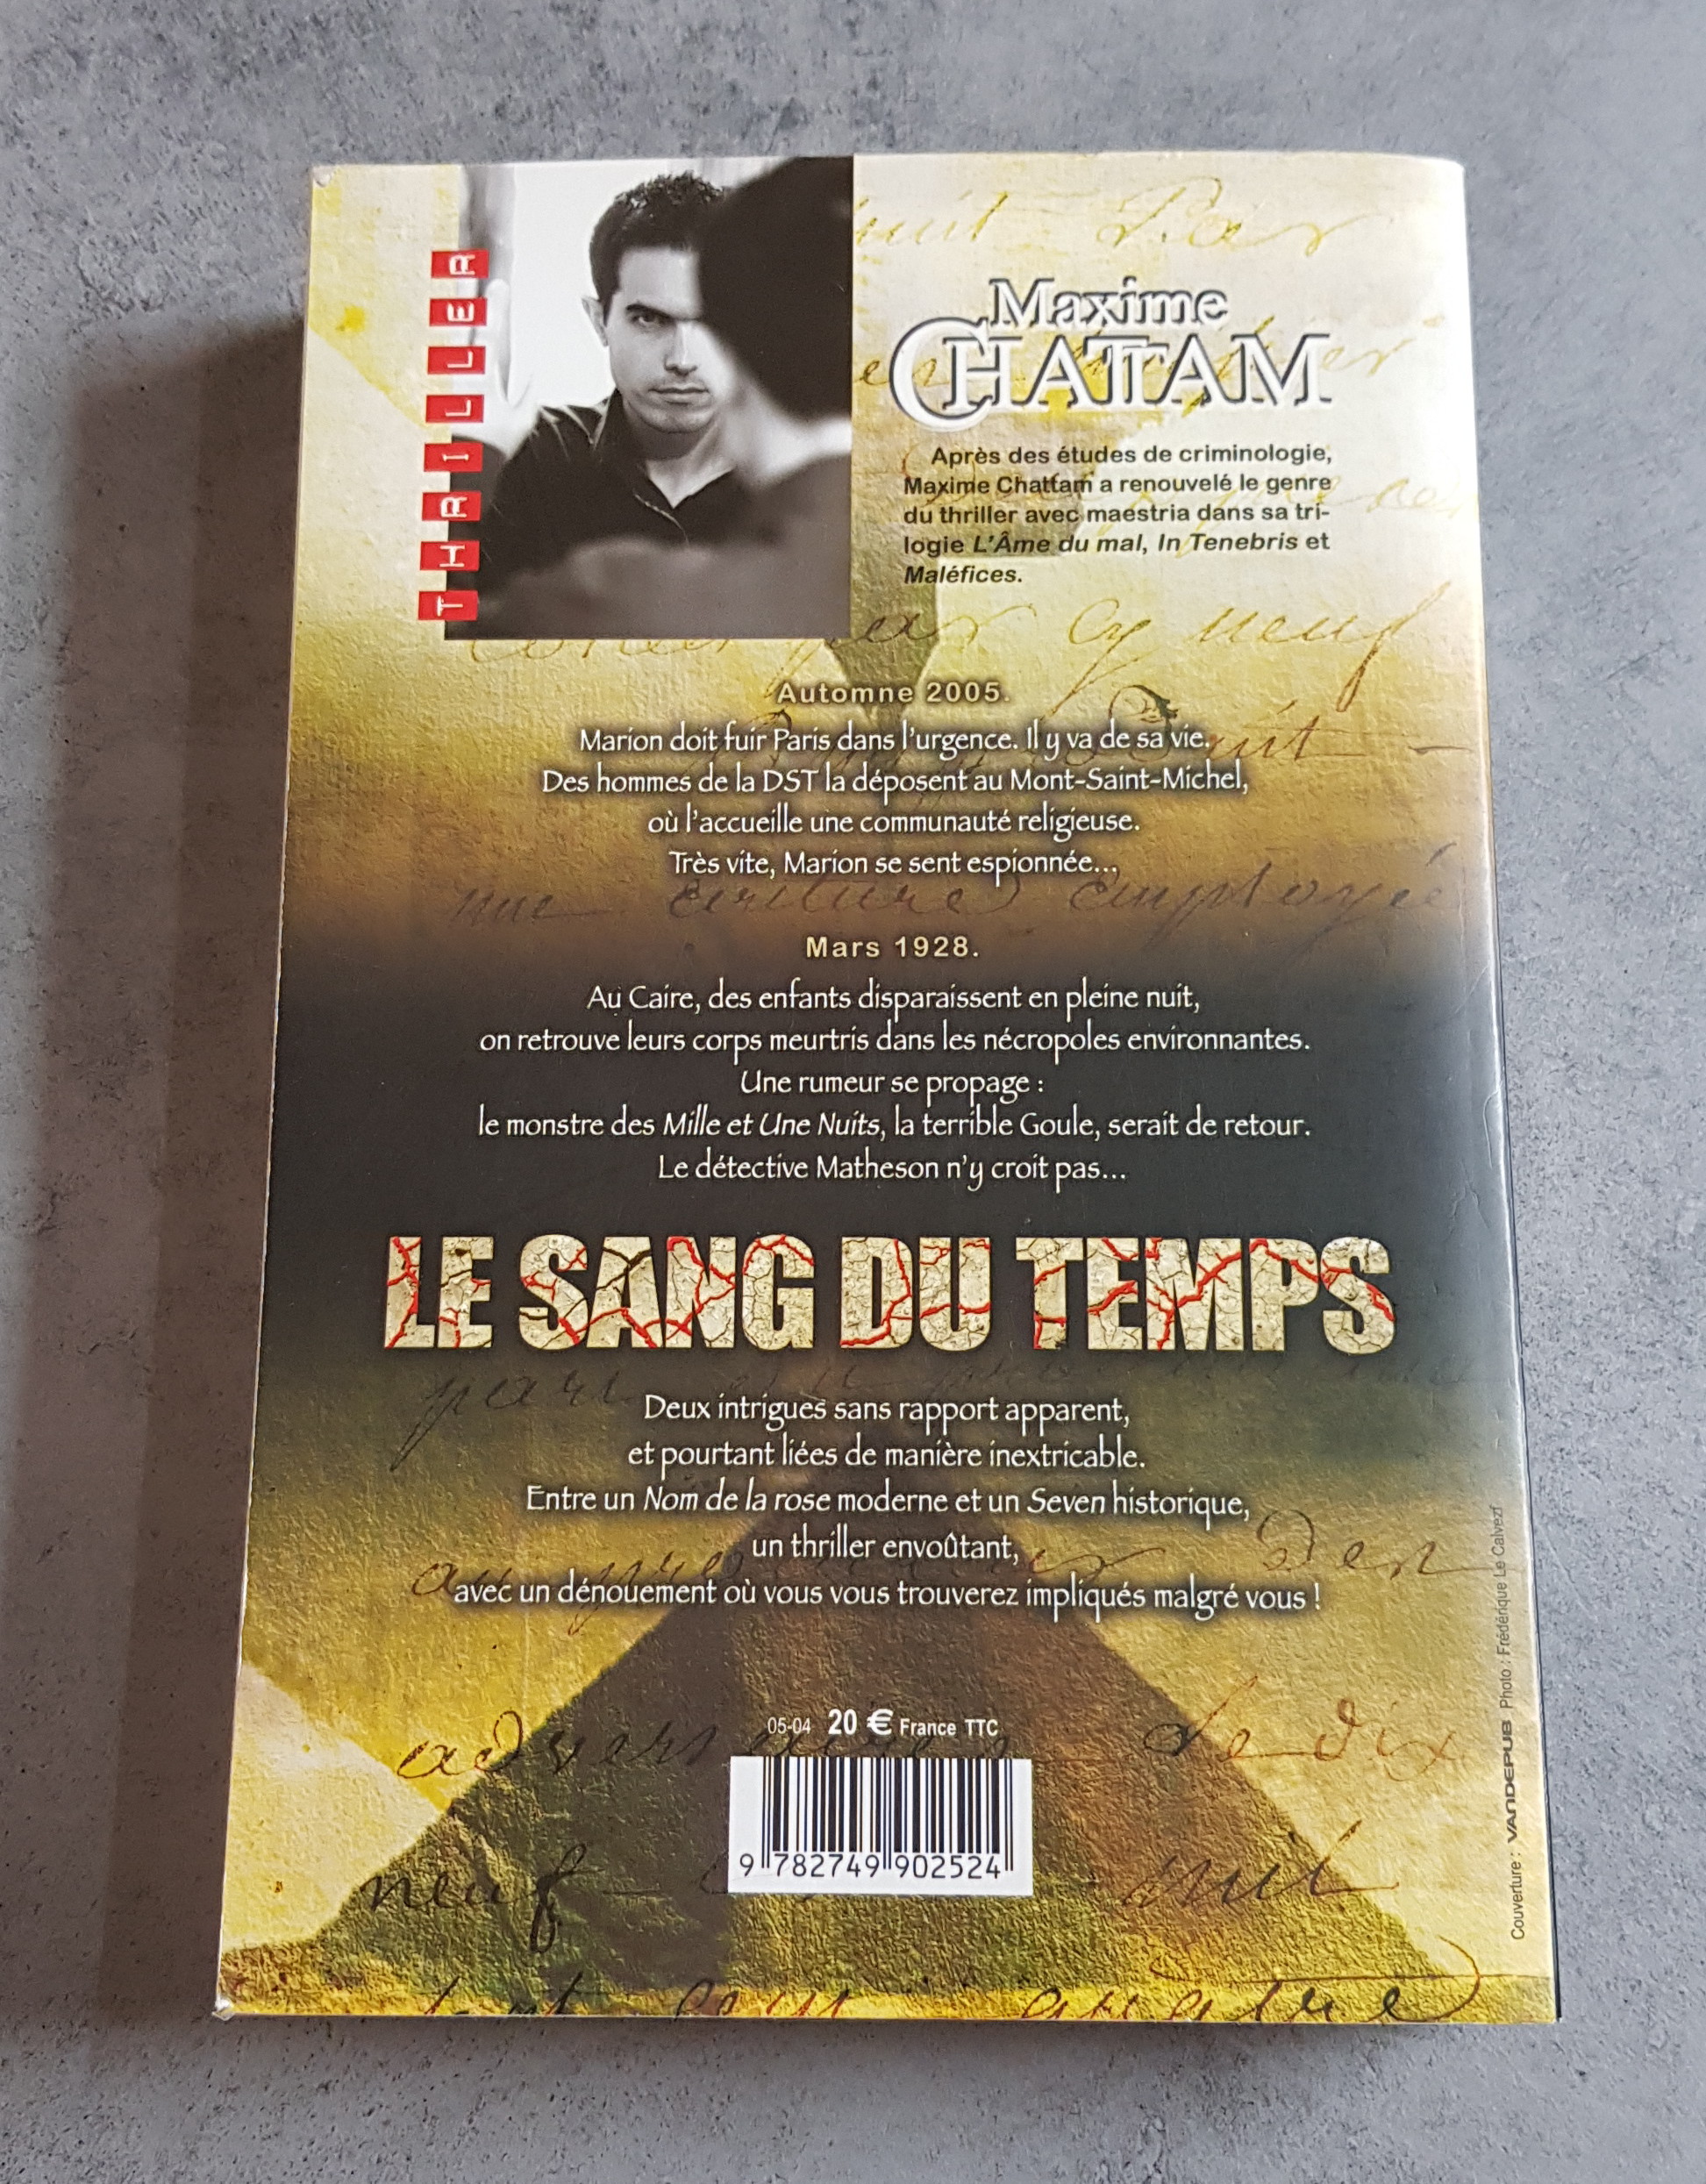 THRILLER
Maxime
CHATTAM
Après des études de criminologie,
Maxime Chattam a renouvelé le genre
du thriller avec maestria dans sa tri-
logie L'Âme du mal, In Tenebris et
Maléfices.
Automne 2005.
Marion doit fuir Paris dans l'urgence. Il y va de sa vie.
Des hommes de la DST la déposent au Mont-Saint-Michel,
où l'accueille une communauté religieuse.
Très vite, Marion se sent espionnée...
une écriture employée
Mars 1928.
Au Caire, des enfants disparaissent en pleine nuit,
on retrouve leurs corps meurtris dans les nécropoles environnantes.
Une rumeur se propage :
le monstre des Mille et Une Nuits, la terrible Goule, serait de retour.
Le détective Matheson n'y croit pas...
LE SANG DU TEMPS
Deux intrigues sans rapport apparent,
et pourtant liées de manière inextricable.
Entre un Nom de la rose moderne et un Seven historique,
un thriller envoûtant,
avec un dénouement où vous vous trouverez impliqués malgré vous !
05-04 20 € France TTC
9 782749 902524
neuf
mil
Couverture : VANDEPUB Photo : Frédérique Le Calvezf